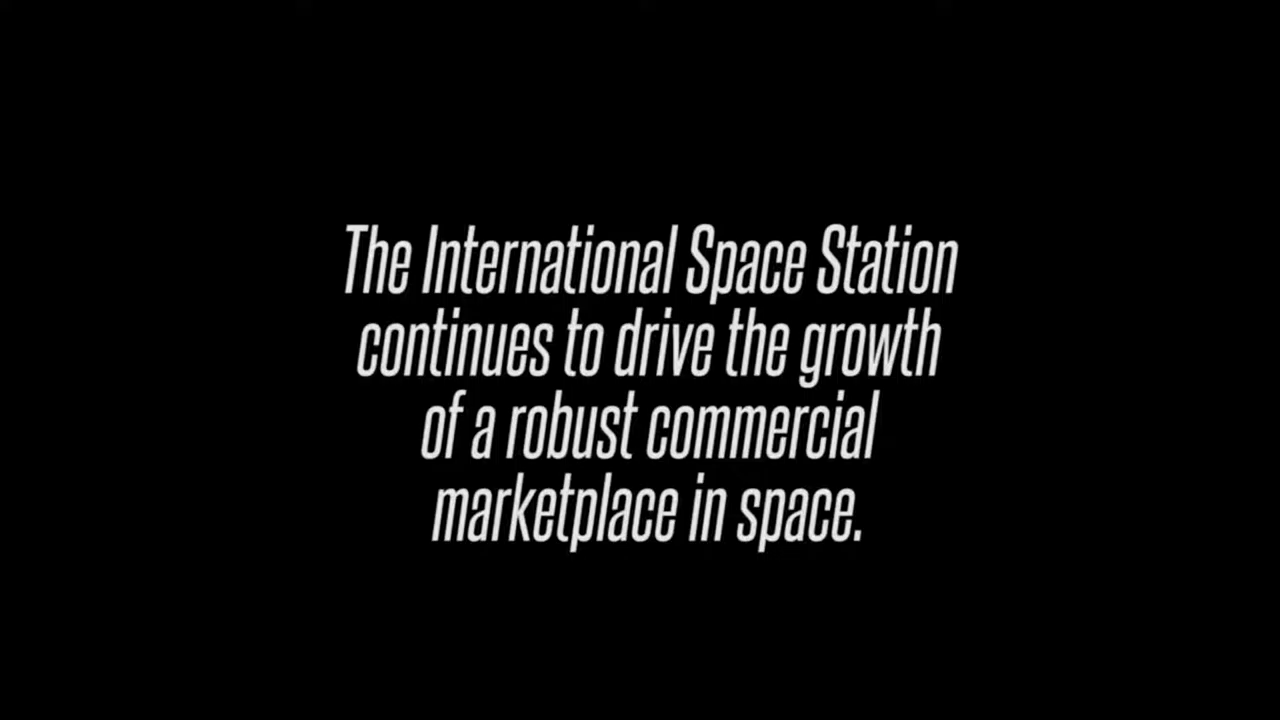 The International Space Station
continues to drive the growth
of a robust commercial
marketplace in space.